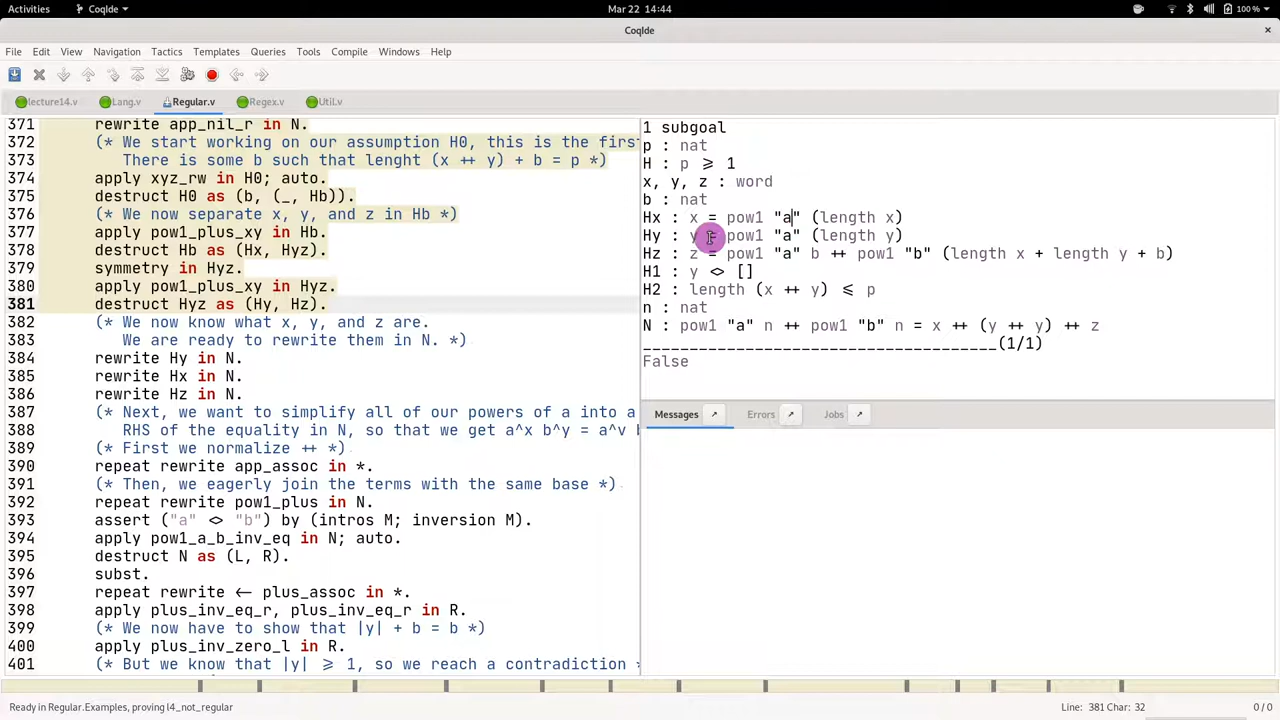 Activities CoqIde Mar 22 14:44 100 %
CoqIde
File Edit View Navigation Tactics Templates Queries Tools Compile Windows Help
lecture14.v Lang.v Regular.v Regex.v Util.v
371 rewrite app_nil_r in N.
372 (* We start working on our assumption H0, this is the firs
373 There is some b such that lenght (x ++ y) + b = p *)
374 apply xyz_rw in H0; auto.
375 destruct H0 as (b, (_, Hb)).
376 (* We now separate x, y, and z in Hb *)
377 apply pow1_plus_xy in Hb.
378 destruct Hb as (Hx, Hyz).
379 symmetry in Hyz.
380 apply pow1_plus_xy in Hyz.
381 destruct Hyz as (Hy, Hz).
382 (* We now know what x, y, and z are.
383 We are ready to rewrite them in N. *)
384 rewrite Hy in N.
385 rewrite Hx in N.
386 rewrite Hz in N.
387 (* Next, we want to simplify all of our powers of a into a
388 RHS of the equality in N, so that we get a^x b^y = a^v b
389 (* First we normalize ++ *)
390 repeat rewrite app_assoc in *.
391 (* Then, we eagerly join the terms with the same base *)
392 repeat rewrite pow1_plus in N.
393 assert ("a" <> "b") by (intros M; inversion M).
394 apply pow1_a_b_inv_eq in N; auto.
395 destruct N as (L, R).
396 subst.
397 repeat rewrite <- plus_assoc in *.
398 apply plus_inv_eq_r, plus_inv_eq_r in R.
399 (* We now have to show that |y| + b = b *)
400 apply plus_inv_zero_l in R.
401 (* But we know that |y| >= 1, so we reach a contradiction *
1 subgoal
p : nat
H : p >= 1
x, y, z : word
b : nat
Hx : x = pow1 "a" (length x)
Hy : y = pow1 "a" (length y)
Hz : z = pow1 "a" b ++ pow1 "b" (length x + length y + b)
H1 : y <> []
H2 : length (x ++ y) <= p
n : nat
N : pow1 "a" n ++ pow1 "b" n = x ++ (y ++ y) ++ z
______________________________________(1/1)
False
Messages Errors Jobs
Ready in Regular.Examples, proving l4_not_regular Line: 381 Char: 32 0 / 0